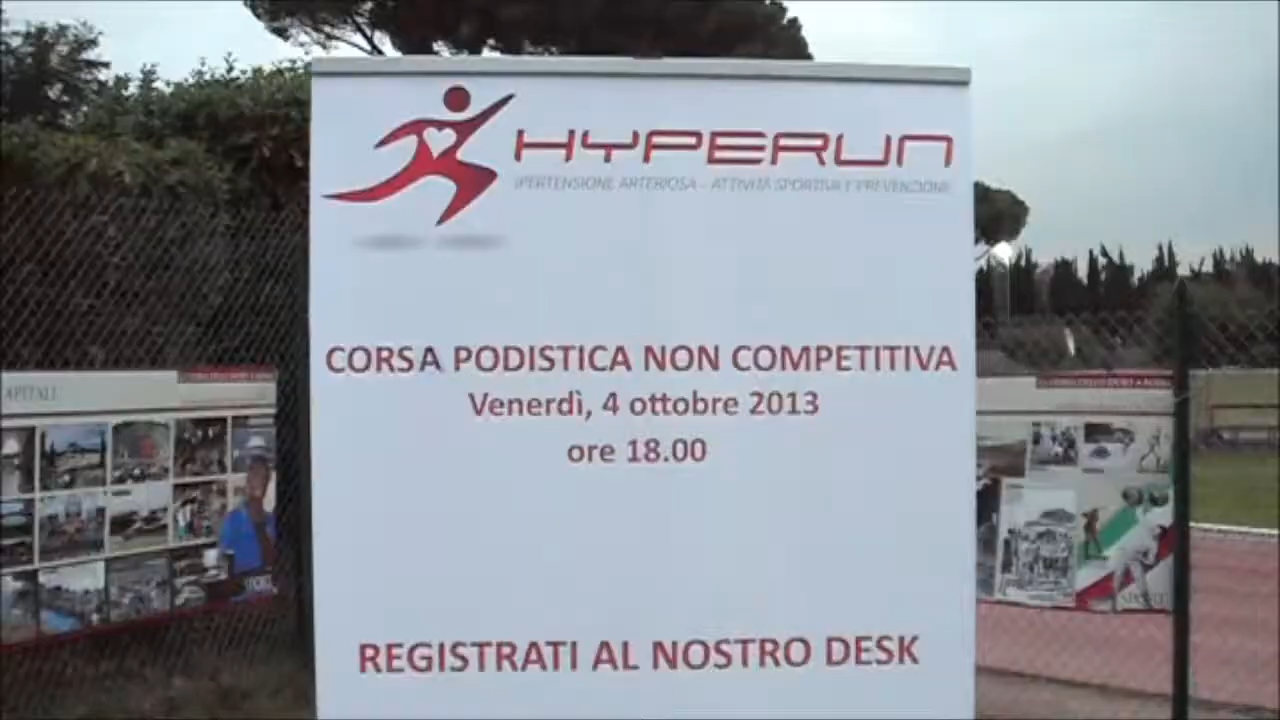 HYPERUN
IPERTENSIONE ARTERIOSA - ATTIVITÀ SPORTIVA E PREVENZIONE
CORSA PODISTICA NON COMPETITIVA
Venerdì, 4 ottobre 2013
ore 18.00
REGISTRATI AL NOSTRO DESK